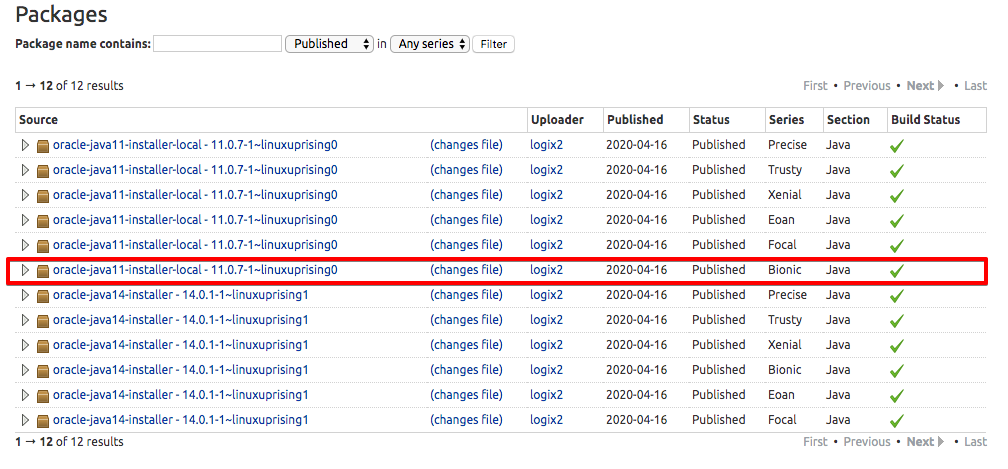 Packages
Package name contains: Published in Any series Filter
1 → 12 of 12 results First • Previous • Next • Last
Source Uploader Published Status Series Section Build Status
oracle-java11-installer-local - 11.0.7-1~linuxuprising0 (changes file) logix2 2020-04-16 Published Precise Java
oracle-java11-installer-local - 11.0.7-1~linuxuprising0 (changes file) logix2 2020-04-16 Published Trusty Java
oracle-java11-installer-local - 11.0.7-1~linuxuprising0 (changes file) logix2 2020-04-16 Published Xenial Java
oracle-java11-installer-local - 11.0.7-1~linuxuprising0 (changes file) logix2 2020-04-16 Published Eoan Java
oracle-java11-installer-local - 11.0.7-1~linuxuprising0 (changes file) logix2 2020-04-16 Published Focal Java
oracle-java11-installer-local - 11.0.7-1~linuxuprising0 (changes file) logix2 2020-04-16 Published Bionic Java
oracle-java14-installer - 14.0.1-1~linuxuprising1 (changes file) logix2 2020-04-16 Published Precise Java
oracle-java14-installer - 14.0.1-1~linuxuprising1 (changes file) logix2 2020-04-16 Published Trusty Java
oracle-java14-installer - 14.0.1-1~linuxuprising1 (changes file) logix2 2020-04-16 Published Xenial Java
oracle-java14-installer - 14.0.1-1~linuxuprising1 (changes file) logix2 2020-04-16 Published Bionic Java
oracle-java14-installer - 14.0.1-1~linuxuprising1 (changes file) logix2 2020-04-16 Published Eoan Java
oracle-java14-installer - 14.0.1-1~linuxuprising1 (changes file) logix2 2020-04-16 Published Focal Java
1 → 12 of 12 results First • Previous • Next • Last